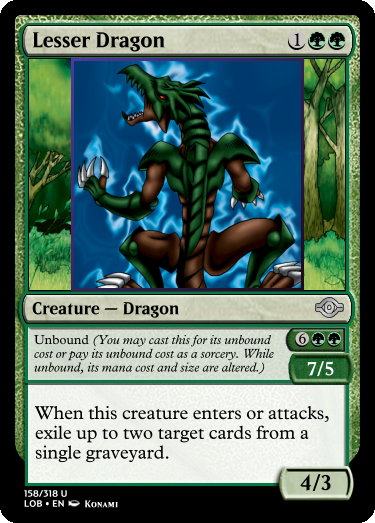 Lesser Dragon 1
Creature — Dragon
Unbound (You may cast this for its unbound
cost or pay its unbound cost as a sorcery. While
unbound, its mana cost and size are altered.)
6
7/5
When this creature enters or attacks,
exile up to two target cards from a
single graveyard.
4/3
158/318 U
LOB • EN Konami